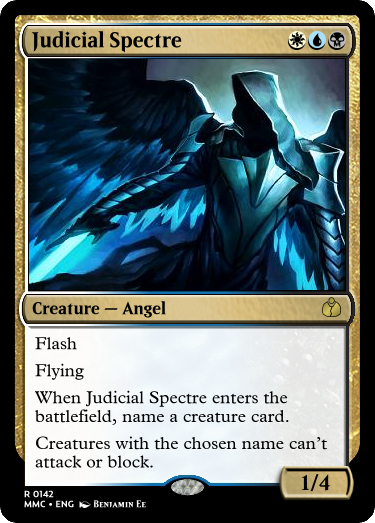 Judicial Spectre
Creature — Angel
Flash
Flying
When Judicial Spectre enters the
battlefield, name a creature card.
Creatures with the chosen name can't
attack or block.
1/4
R 0142
MMC • ENG Benjamin Ee